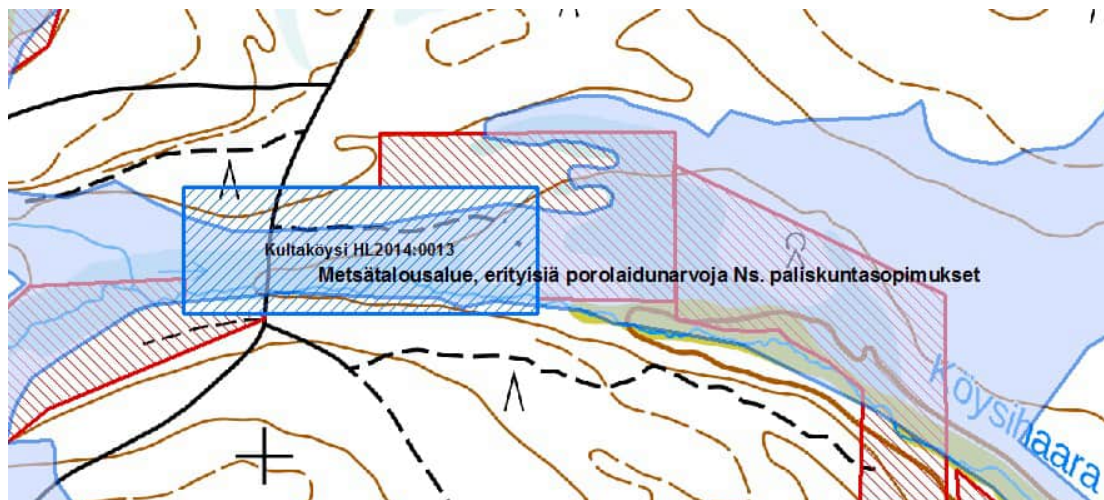 Kultaköysi HL2014:0013
Metsätalousalue, erityisiä porolaidunarvoja Ns. paliskuntasopimukset
Köysihaara